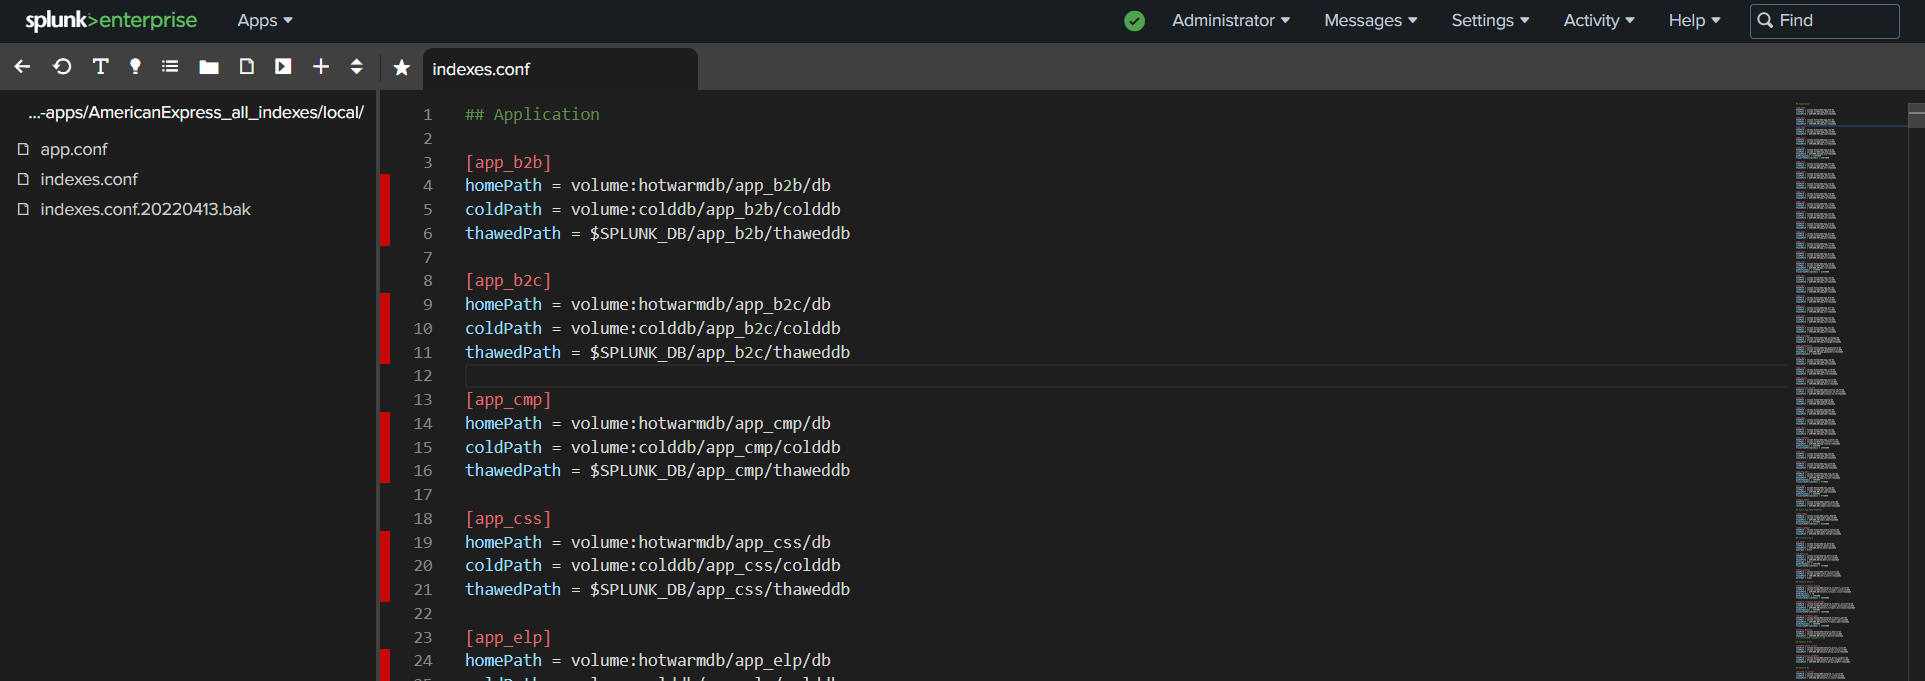 splunk>enterprise Apps Administrator Messages Settings Activity Help Find
indexes.conf
...-apps/AmericanExpress_all_indexes/local/
app.conf
indexes.conf
indexes.conf.20220413.bak
1 ## Application
2
3 [app_b2b]
4 homePath = volume:hotwarmdb/app_b2b/db
5 coldPath = volume:colddb/app_b2b/colddb
6 thawedPath = $SPLUNK_DB/app_b2b/thaweddb
7
8 [app_b2c]
9 homePath = volume:hotwarmdb/app_b2c/db
10 coldPath = volume:colddb/app_b2c/colddb
11 thawedPath = $SPLUNK_DB/app_b2c/thaweddb
12
13 [app_cmp]
14 homePath = volume:hotwarmdb/app_cmp/db
15 coldPath = volume:colddb/app_cmp/colddb
16 thawedPath = $SPLUNK_DB/app_cmp/thaweddb
17
18 [app_css]
19 homePath = volume:hotwarmdb/app_css/db
20 coldPath = volume:colddb/app_css/colddb
21 thawedPath = $SPLUNK_DB/app_css/thaweddb
22
23 [app_elp]
24 homePath = volume:hotwarmdb/app_elp/db